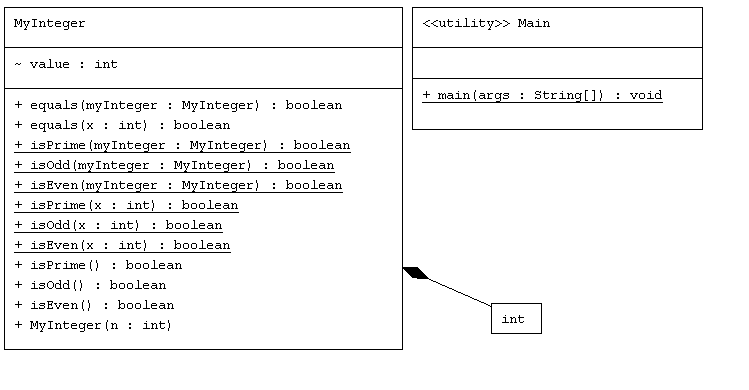 MyInteger
~ value : int
+ equals(myInteger : MyInteger) : boolean
+ equals(x : int) : boolean
+ isPrime(myInteger : MyInteger) : boolean
+ isOdd(myInteger : MyInteger) : boolean
+ isEven(myInteger : MyInteger) : boolean
+ isPrime(x : int) : boolean
+ isOdd(x : int) : boolean
+ isEven(x : int) : boolean
+ isPrime() : boolean
+ isOdd() : boolean
+ isEven() : boolean
+ MyInteger(n : int)
<<utility>> Main
+ main(args : String[]) : void
int